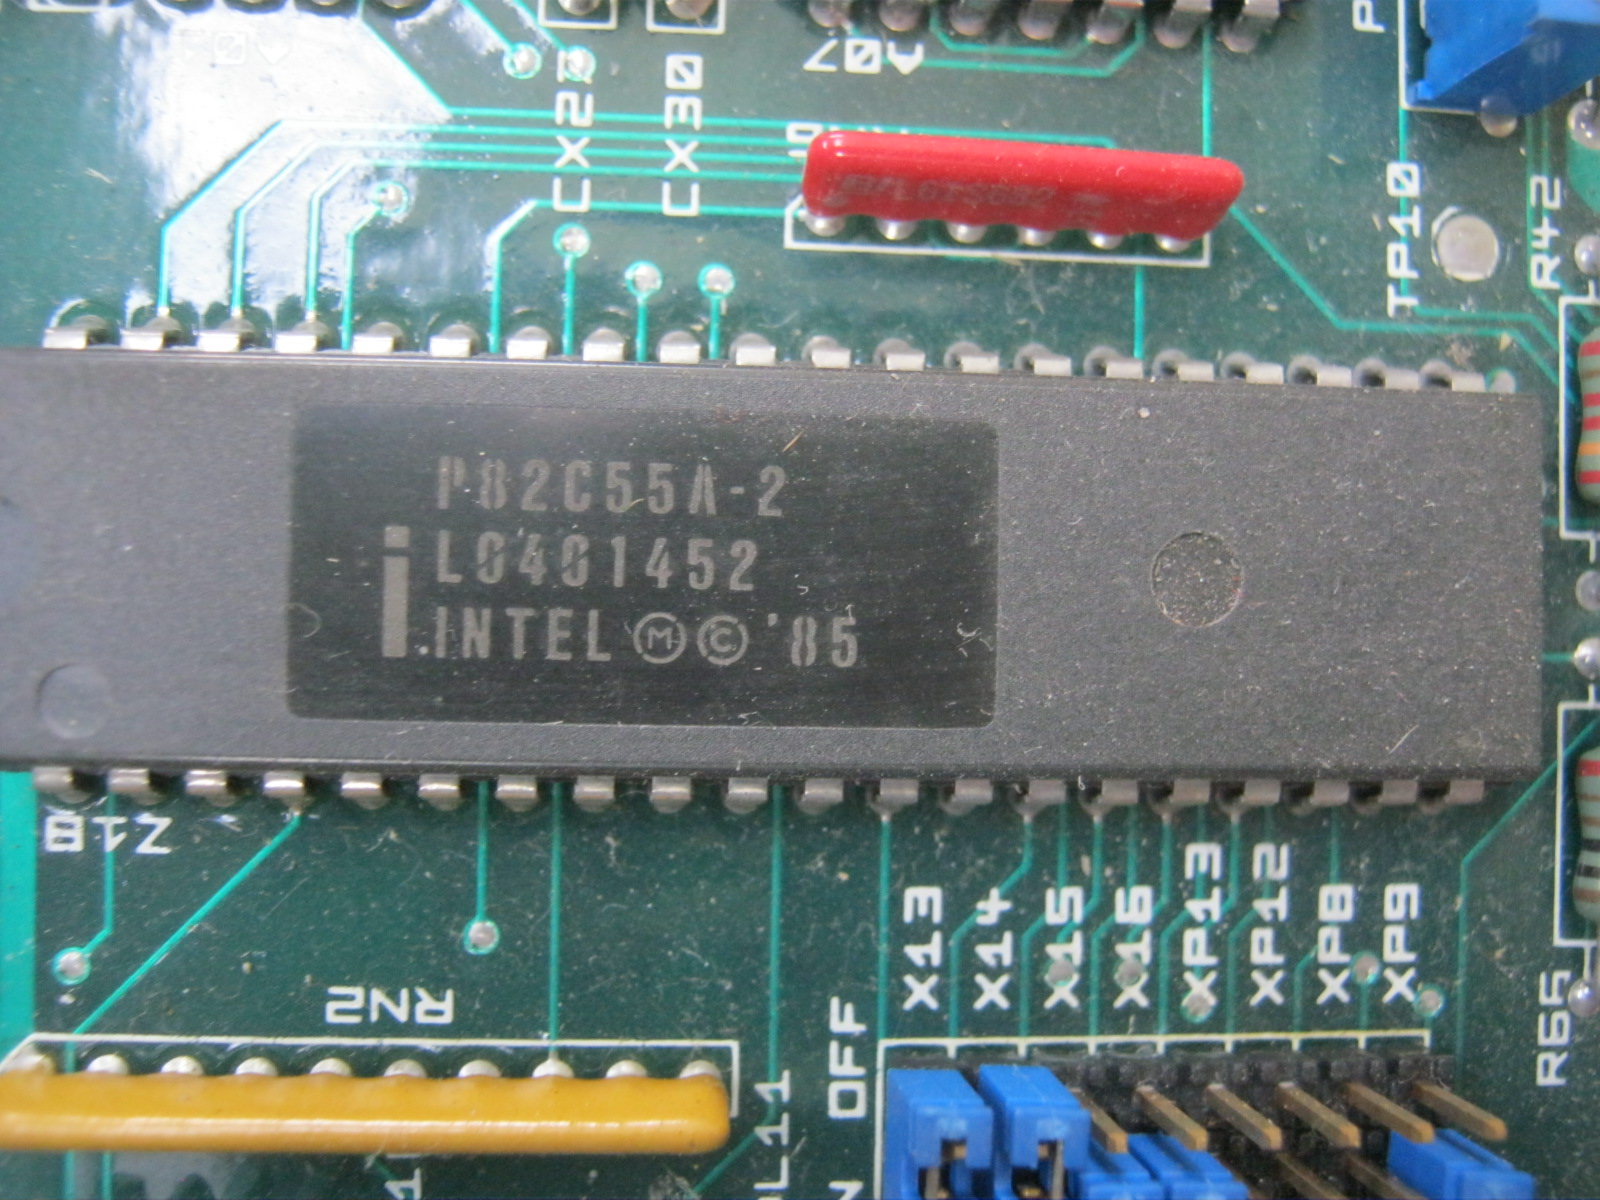 A07
CX30
TP10
R42
P82C55A-2
L0401452
INTEL Ⓜ © '85
Z18
X13
X14
X15
X16
XP13
XP12
XP8
XP9
RN2
OFF
R66